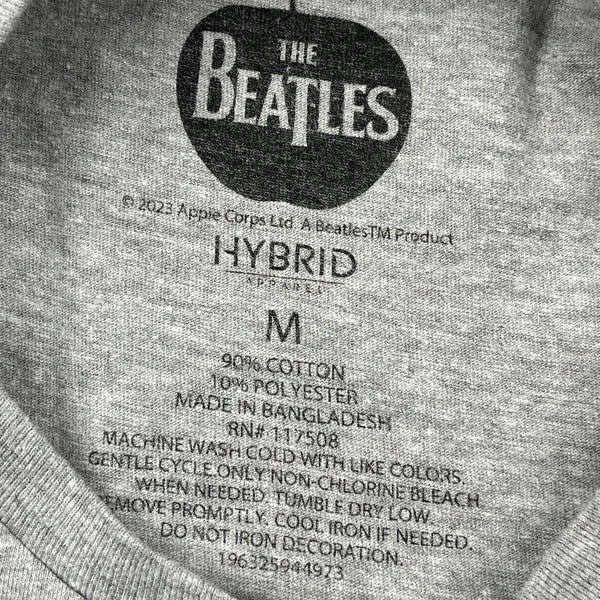 THE
BEATLES
© 2023 Apple Corps Ltd. A BeatlesTM Product
HYBRID
APPAREL
M
90% COTTON
10% POLYESTER
MADE IN BANGLADESH
RN# 117508
MACHINE WASH COLD WITH LIKE COLORS.
GENTLE CYCLE ONLY NON-CHLORINE BLEACH
WHEN NEEDED. TUMBLE DRY LOW.
REMOVE PROMPTLY. COOL IRON IF NEEDED.
DO NOT IRON DECORATION.
196325944923